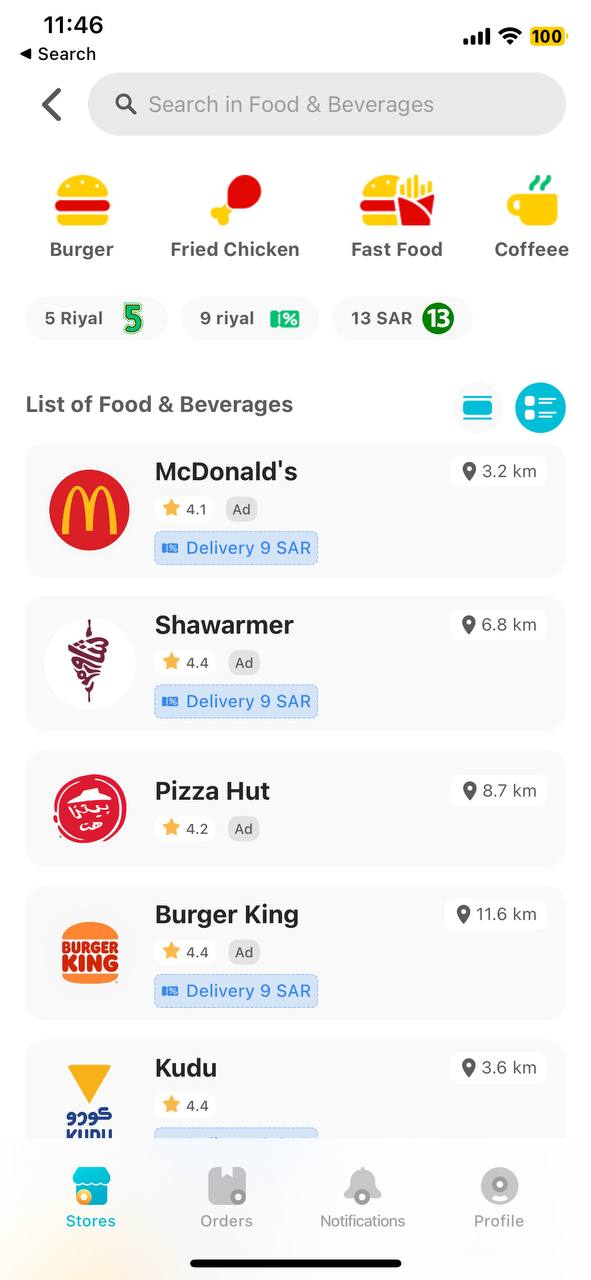 11:46
100
◀ Search
Search in Food & Beverages
Burger
Fried Chicken
Fast Food
Coffeee
5 Riyal 5
9 riyal %
13 SAR 13
List of Food & Beverages
McDonald's
3.2 km
4.1 Ad
% Delivery 9 SAR
Shawarmer
6.8 km
4.4 Ad
% Delivery 9 SAR
Pizza Hut
8.7 km
بيتزا
هت
4.2 Ad
Burger King
11.6 km
BURGER
KING
4.4 Ad
% Delivery 9 SAR
Kudu
3.6 km
4.4
كودو
KUDU
Stores
Orders
Notifications
Profile